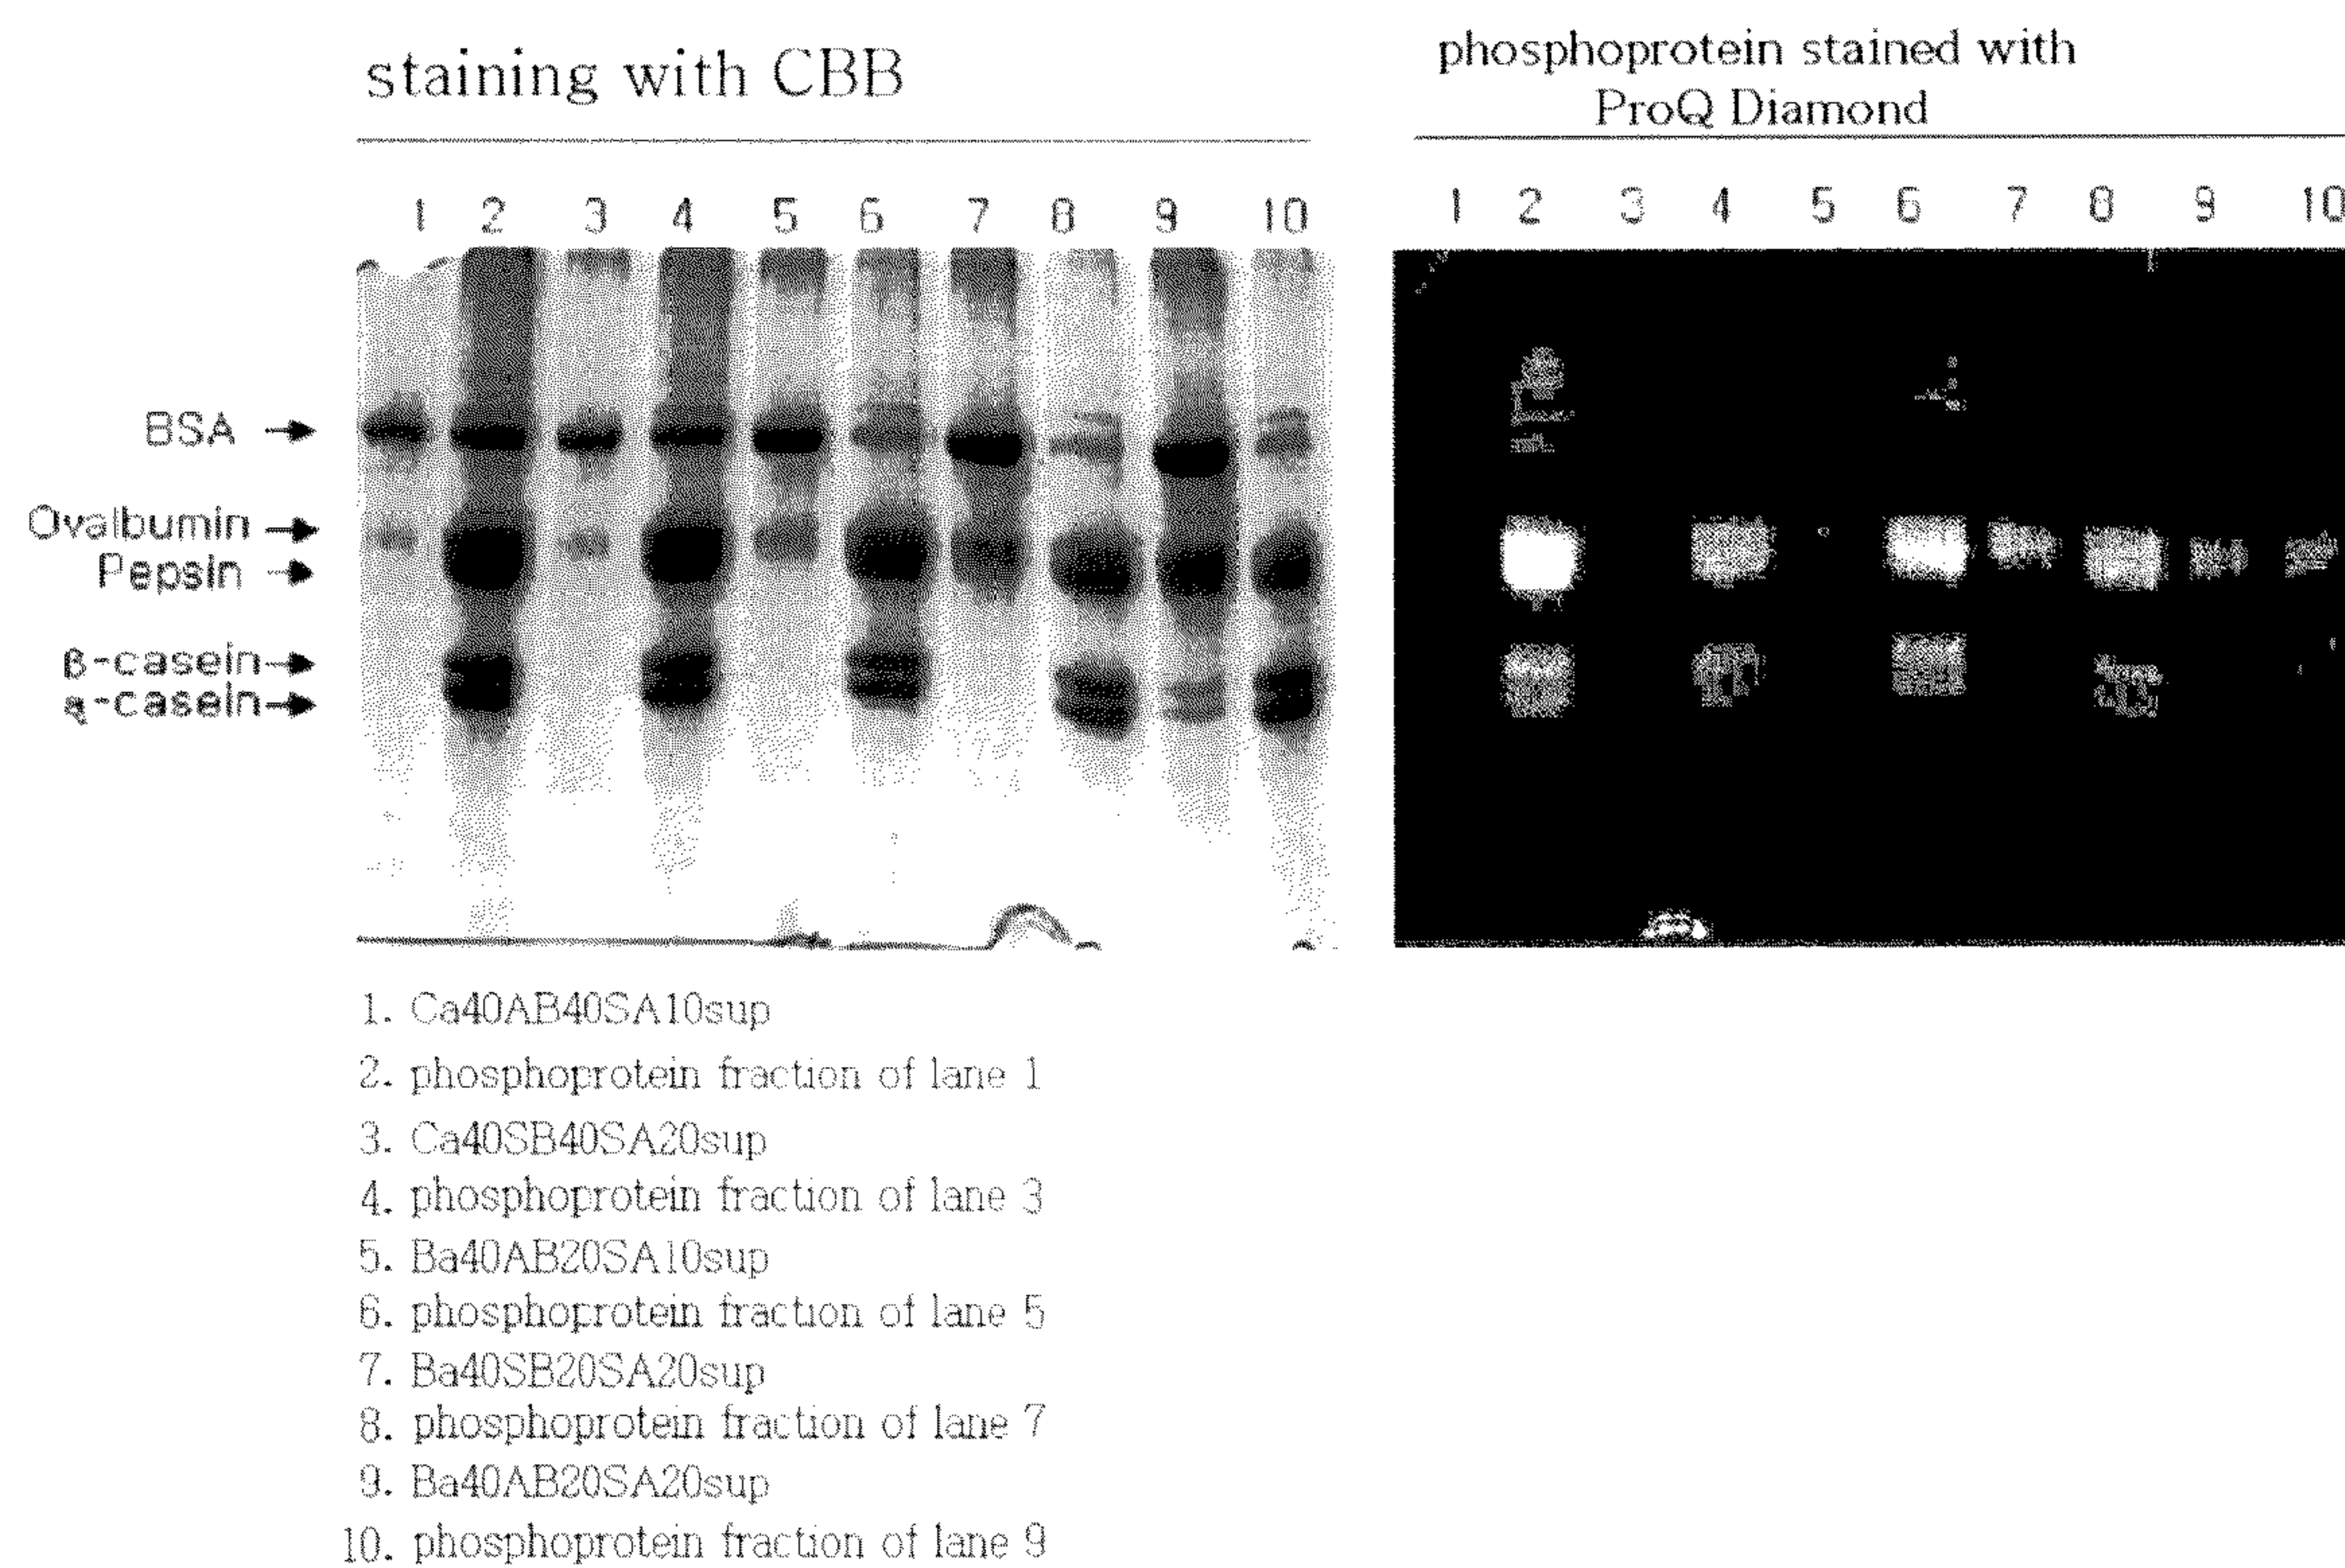 staining with CBB
phosphoprotein stained with
ProQ Diamond
1 2 3 4 5 6 7 8 9 10
1 2 3 4 5 6 7 8 9 10
BSA
Ovalbumin
Pepsin
β-casein
α-casein
1. Ca40AB40SA10sup
2. phosphoprotein fraction of lane 1
3. Ca40SB40SA20sup
4. phosphoprotein fraction of lane 3
5. Ba40AB20SA10sup
6. phosphoprotein fraction of lane 5
7. Ba40SB20SA20sup
8. phosphoprotein fraction of lane 7
9. Ba40AB20SA20sup
10. phosphoprotein fraction of lane 9